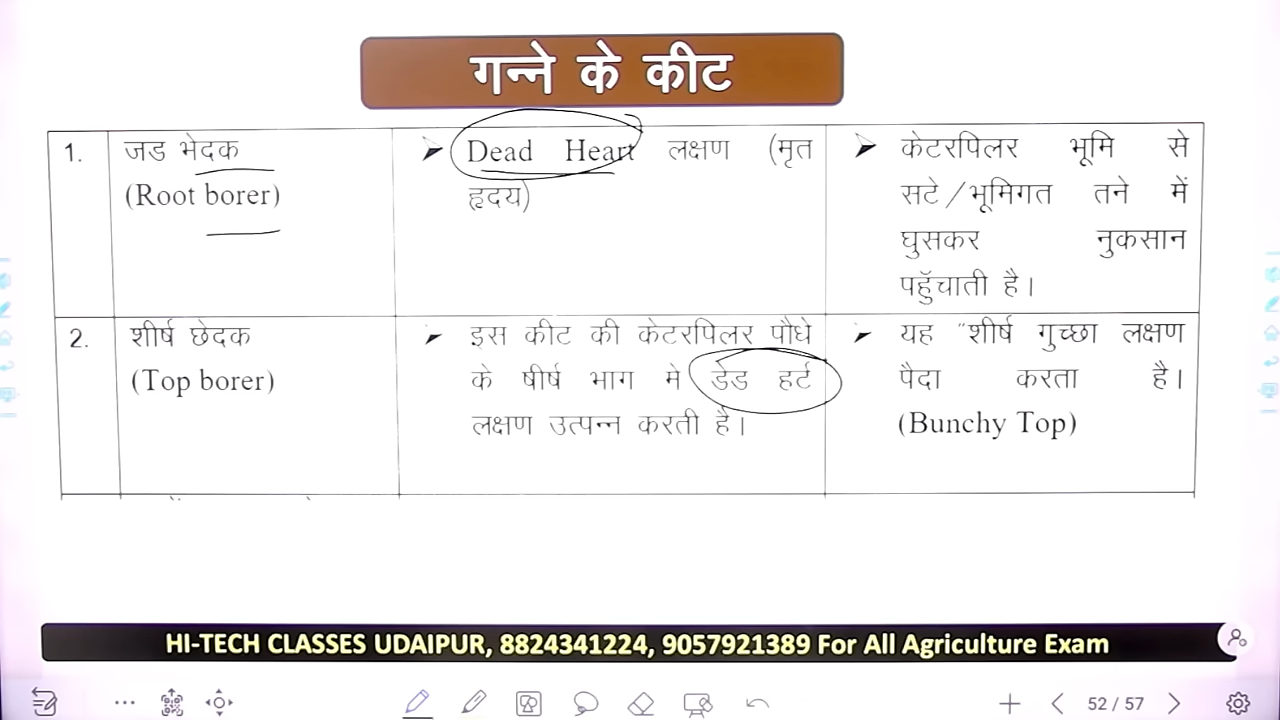 गन्ने के कीट
1.
जड भेदक
(Root borer)
Dead Heart लक्षण (मृत
हृदय)
केटरपिलर भूमि से
सटे/भूमिगत तने में
घुसकर नुकसान
पहुँचाती है।
2.
शीर्ष छेदक
(Top borer)
इस कीट की केटरपिलर पौधे
के षीर्ष भाग मे डेड हर्ट
लक्षण उत्पन्न करती है।
यह "शीर्ष गुच्छा लक्षण
पैदा करता है।
(Bunchy Top)
HI-TECH CLASSES UDAIPUR, 8824341224, 9057921389 For All Agriculture Exam
52 / 57